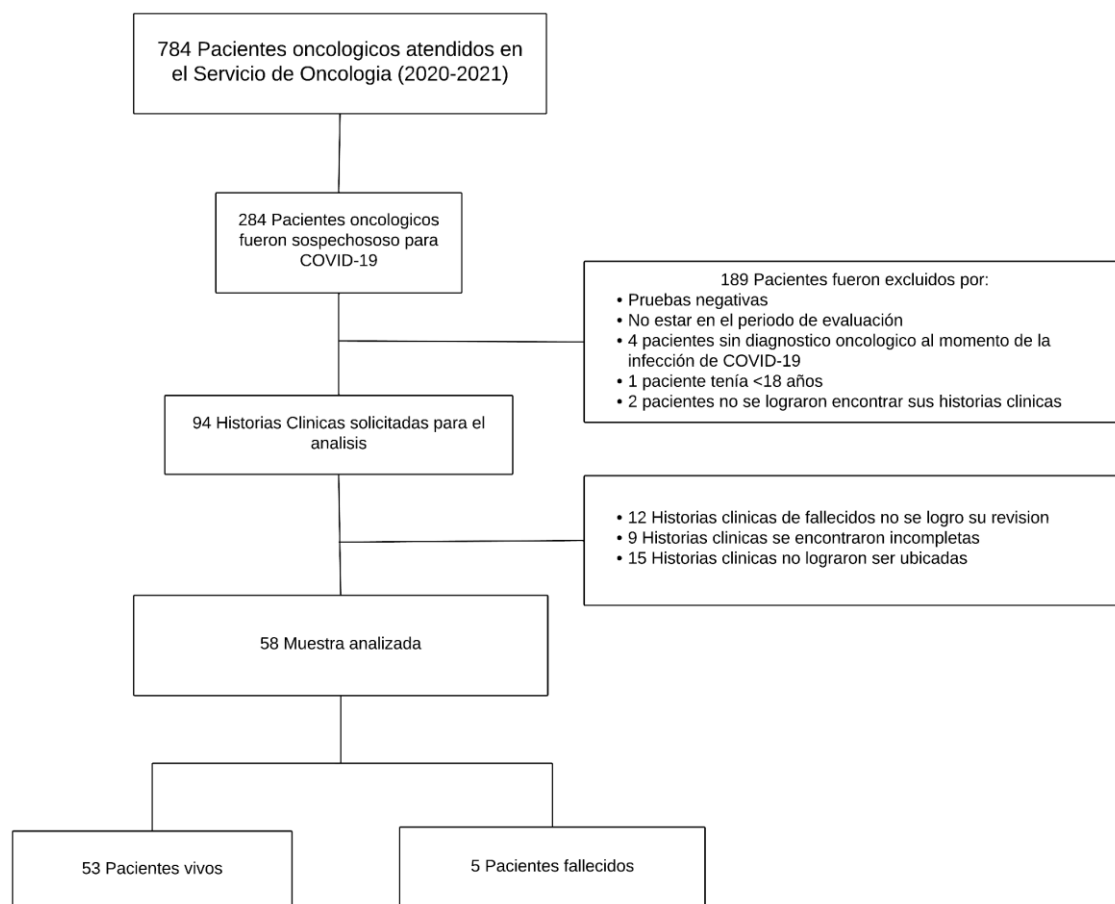 784 Pacientes oncologicos atendidos en
el Servicio de Oncologia (2020-2021)
284 Pacientes oncologicos
fueron sospechososo para
COVID-19
189 Pacientes fueron excluidos por:
• Pruebas negativas
• No estar en el periodo de evaluación
• 4 pacientes sin diagnostico oncologico al momento de la
infección de COVID-19
• 1 paciente tenía <18 años
• 2 pacientes no se lograron encontrar sus historias clinicas
94 Historias Clinicas solicitadas para el
analisis
• 12 Historias clinicas de fallecidos no se logro su revision
• 9 Historias clinicas se encontraron incompletas
• 15 Historias clinicas no lograron ser ubicadas
58 Muestra analizada
53 Pacientes vivos
5 Pacientes fallecidos